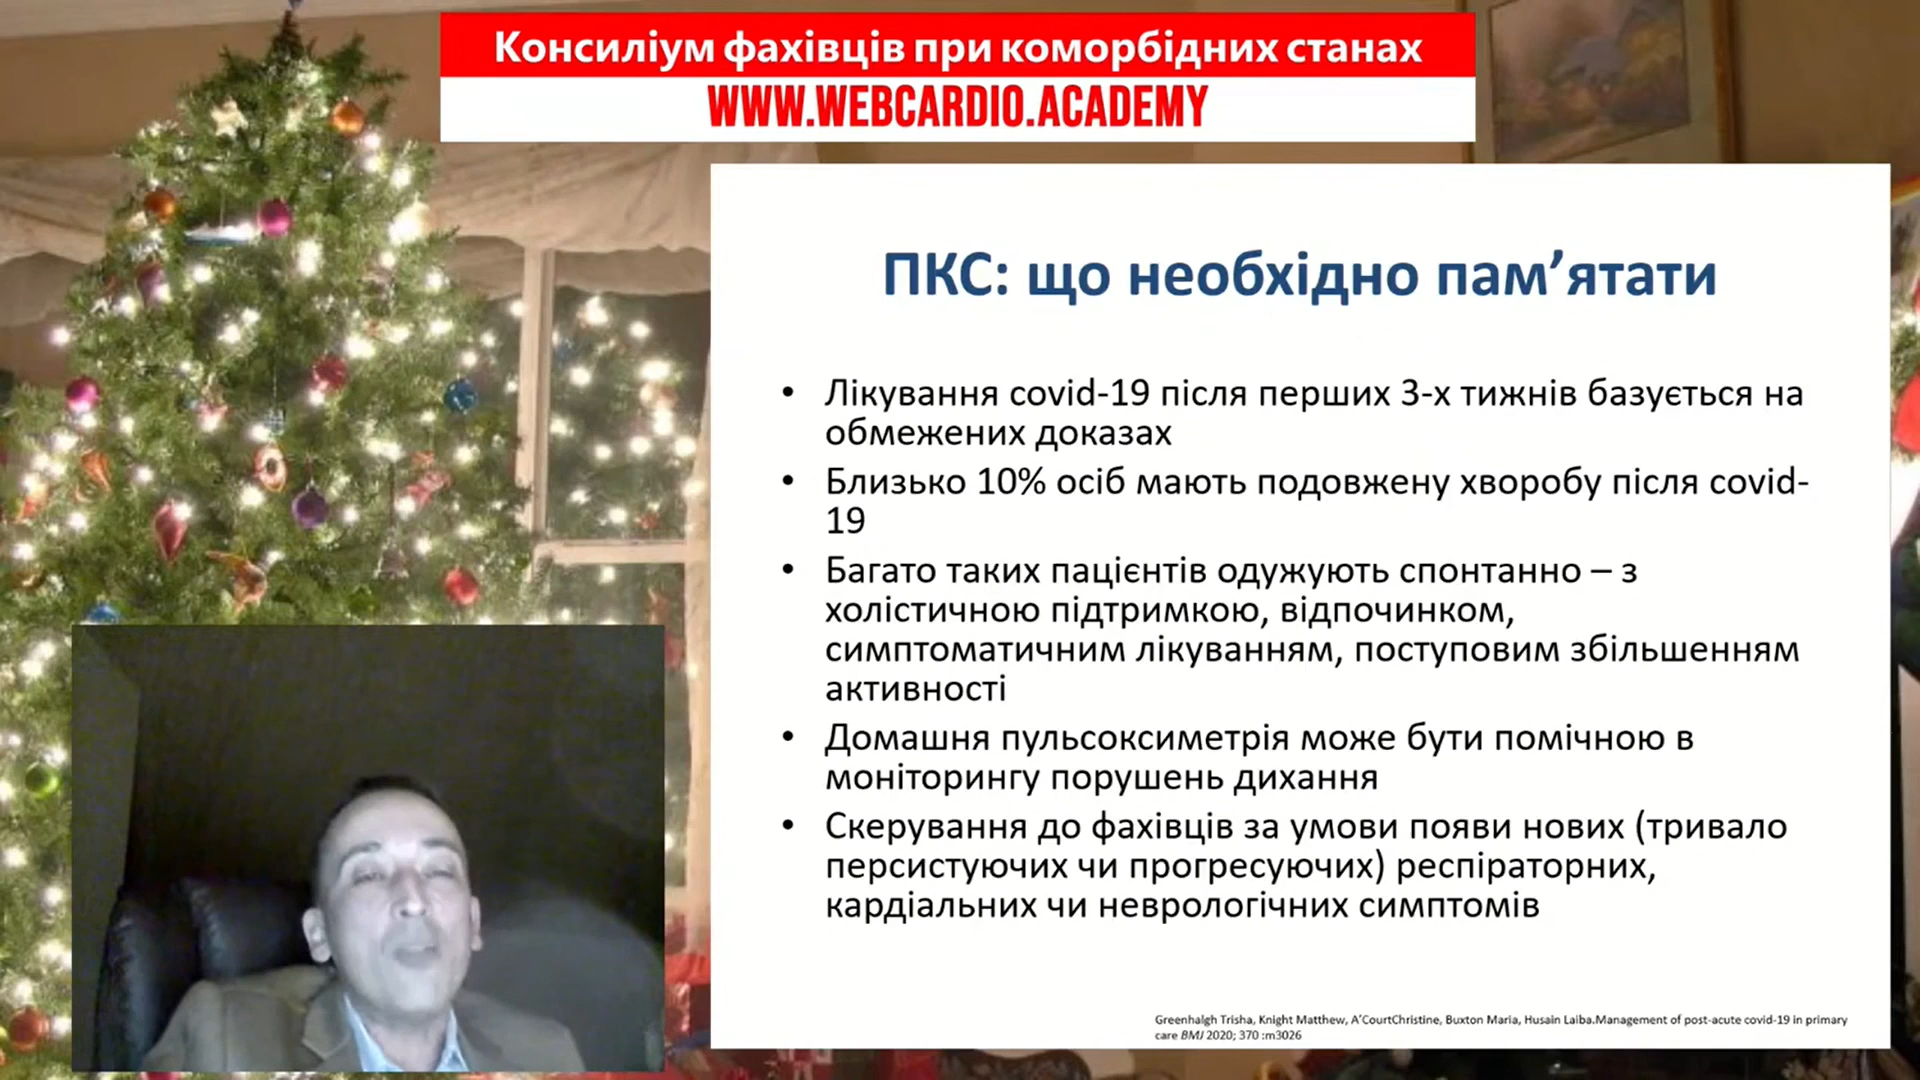 Консиліум фахівців при коморбідних станах
WWW.WEBCARDIO.ACADEMY
ПКС: що необхідно пам’ятати
• Лікування covid-19 після перших 3-х тижнів базується на
обмежених доказах
• Близько 10% осіб мають подовжену хворобу після covid-
19
• Багато таких пацієнтів одужують спонтанно – з
холістичною підтримкою, відпочинком,
симптоматичним лікуванням, поступовим збільшенням
активності
• Домашня пульсоксиметрія може бути помічною в
моніторингу порушень дихання
• Скерування до фахівців за умови появи нових (тривало
персистуючих чи прогресуючих) респіраторних,
кардіальних чи неврологічних симптомів
Greenhalgh Trisha, Knight Matthew, A’CourtChristine, Buxton Maria, Husain Laiba.Management of post-acute covid-19 in primary
care BMJ 2020; 370 :m3026